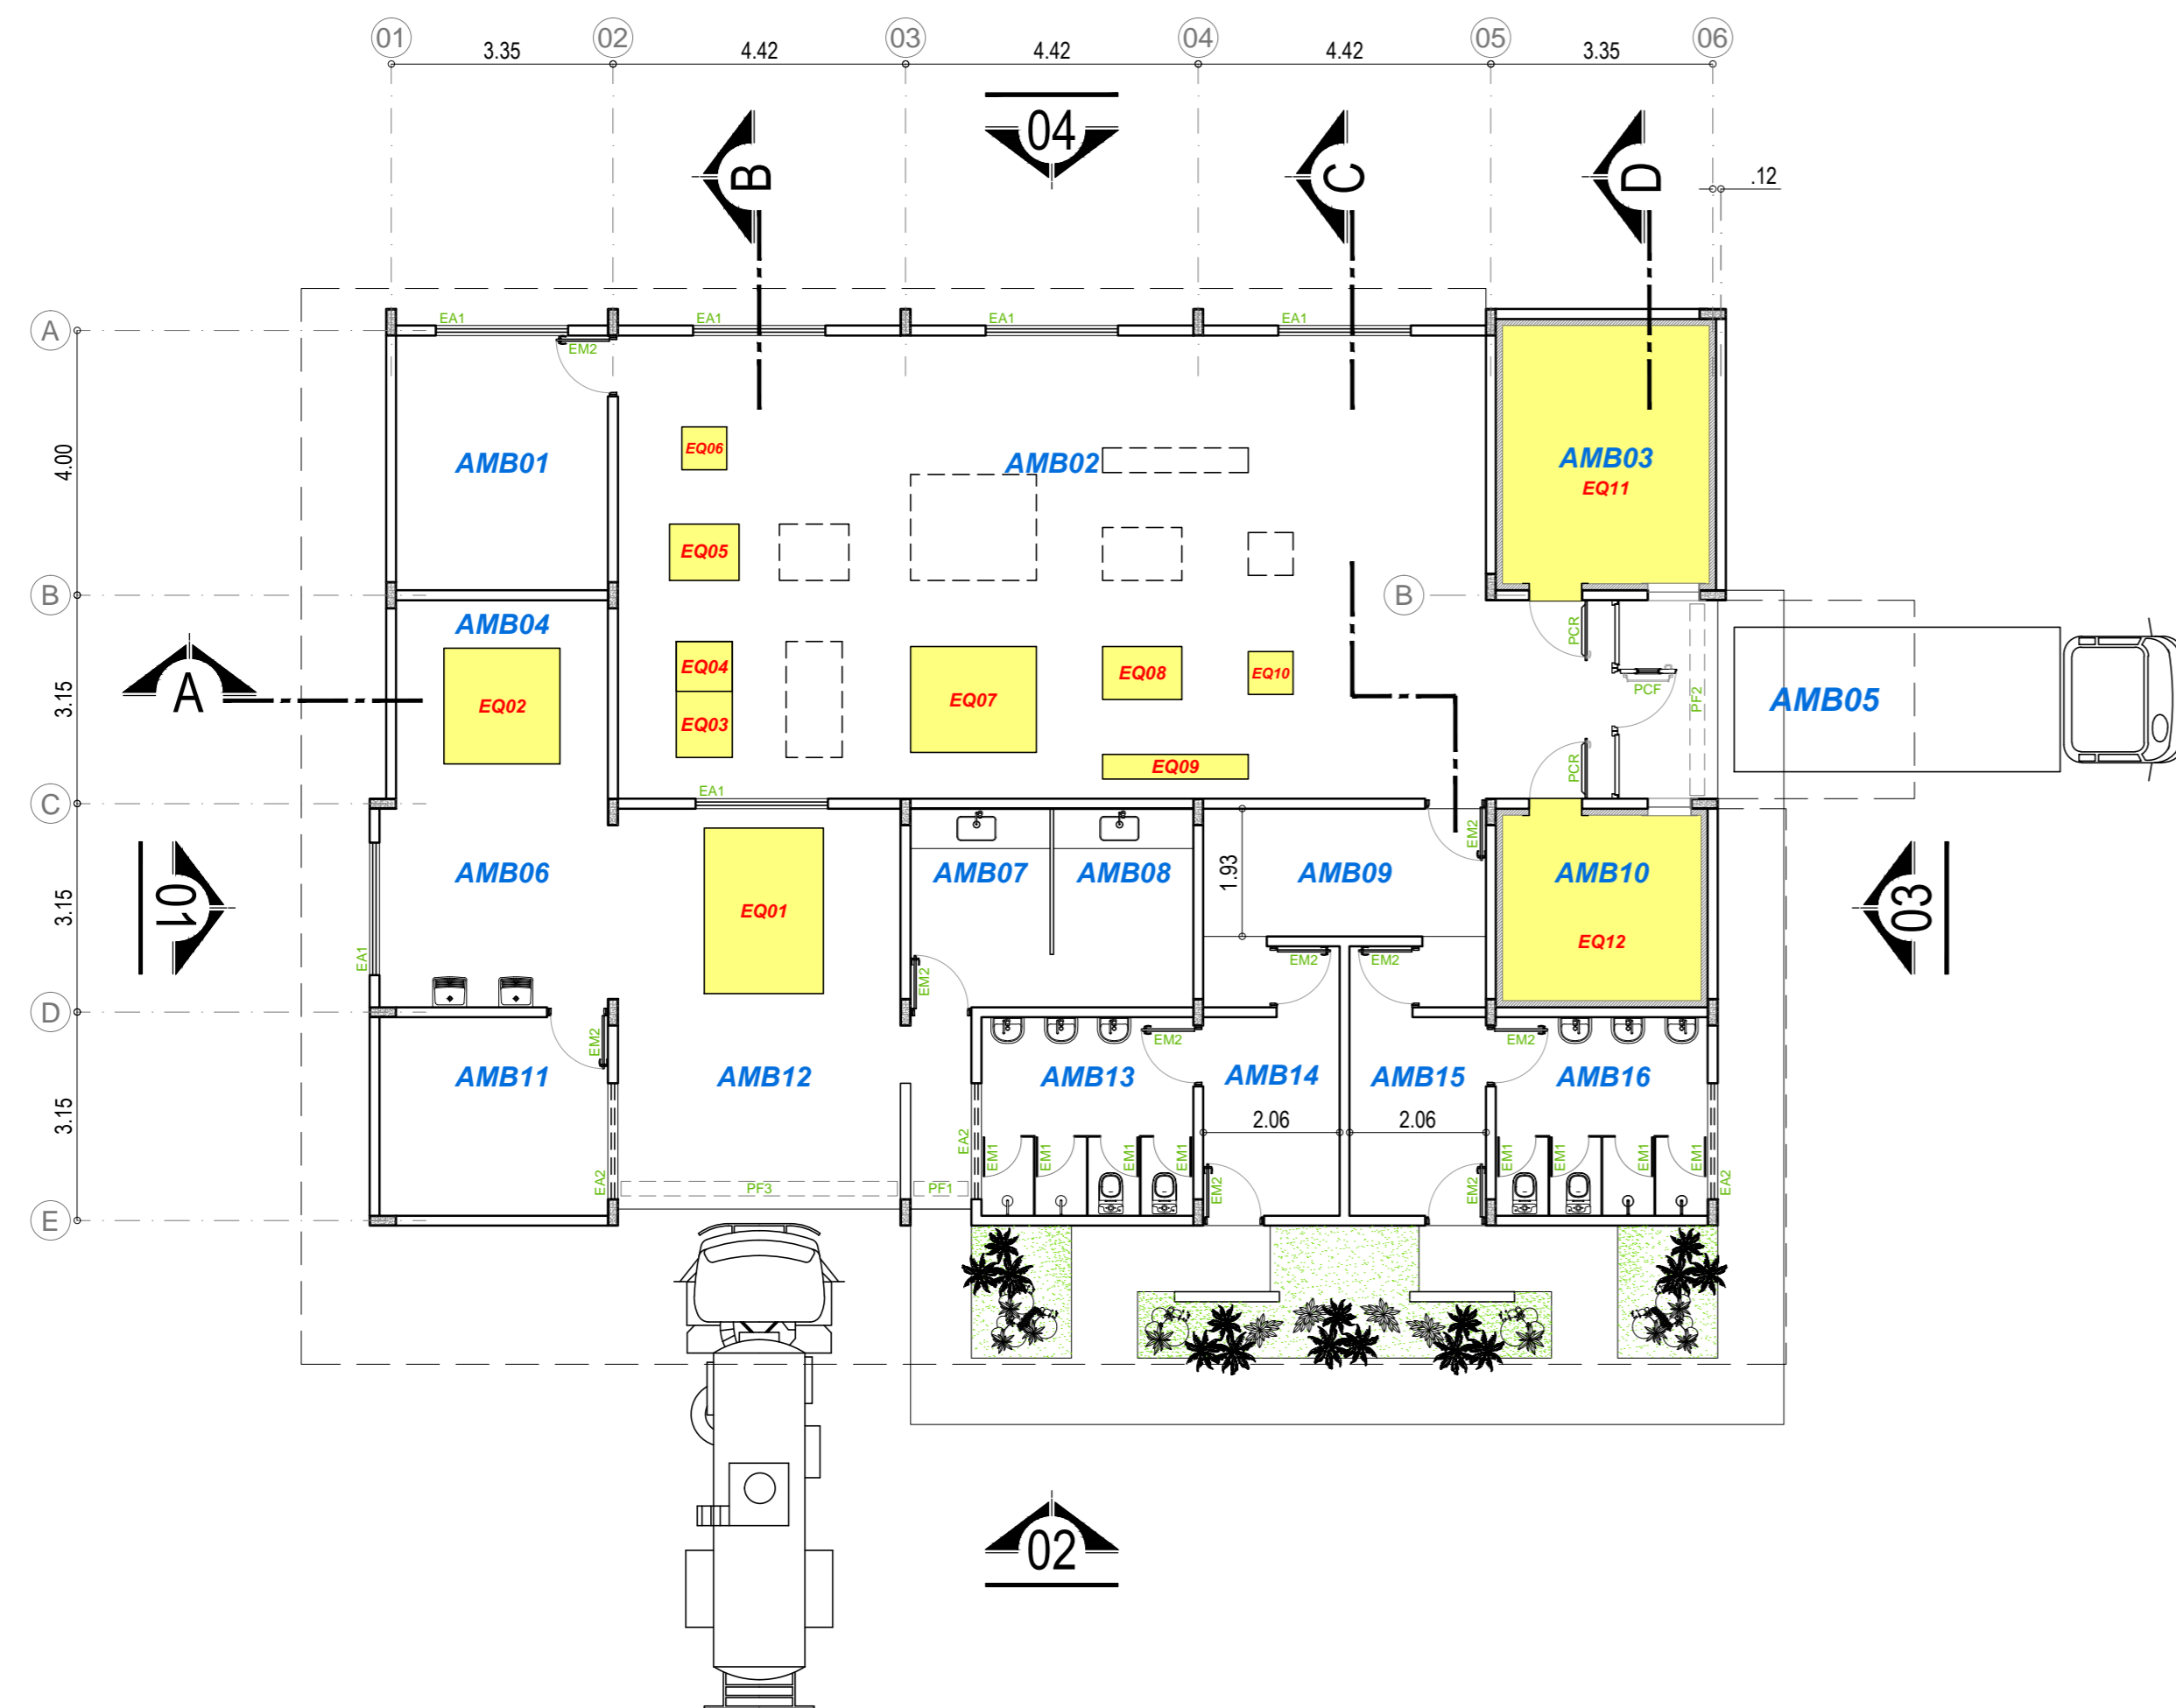 01 02 03 04 05 06
3.35 4.42 4.42 4.42 3.35
B 04 C D .12
A EA1 EA1 EA1 EA1
EM2
4.00 AMB01 EQ06 AMB02 AMB03
EQ11
EQ05
B B
AMB04 PCR
EQ04 EQ08 EQ10
A 3.15 EQ02 EQ03 EQ07 PCF PF2 AMB05
EQ09 PCR
C EA1
EM2
01 3.15 AMB06 EQ01 AMB07 AMB08 1.93 AMB09 AMB10 03
EQ12
EA1 EM2 EM2 EM2
D
EM2 EM2 EM2
3.15 AMB11 AMB12 AMB13 AMB14 AMB15 AMB16
2.06 2.06
EA2 EM1 EM1 EM1 EM1 EM1 EM1 EM1 EM1
EA2 PF3 PF1 EM2 EM2 EA2
E
02